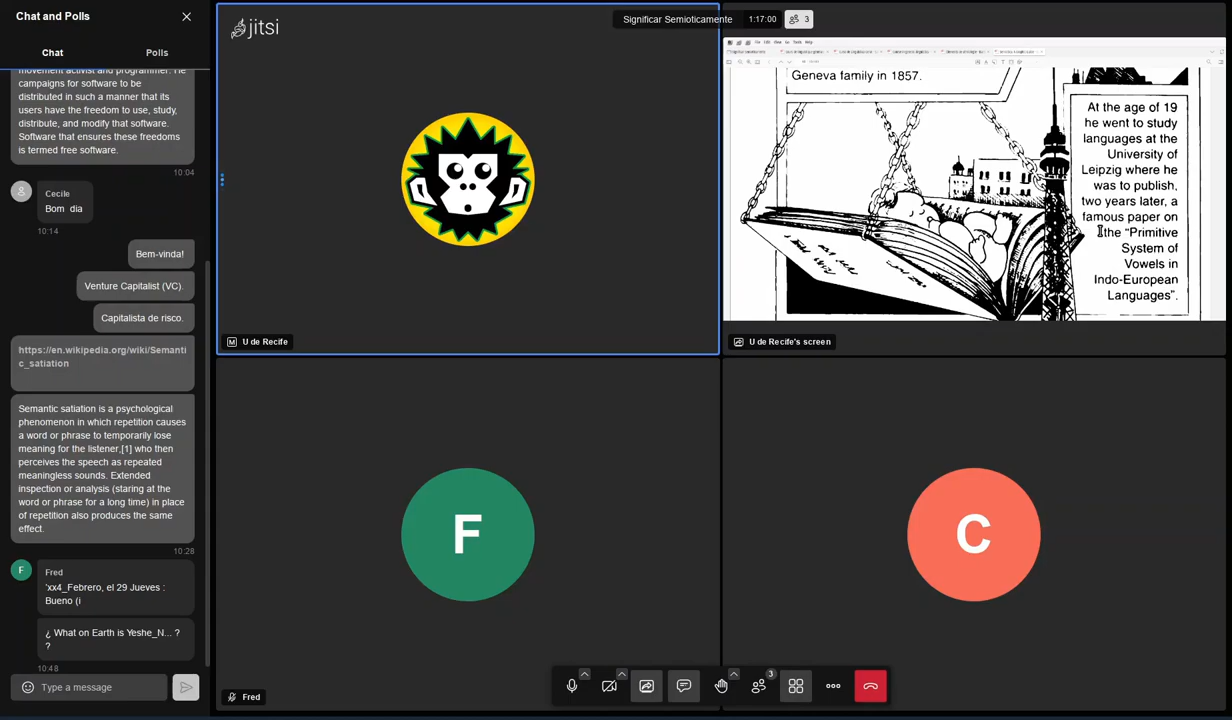 Chat and Polls
Chat
Polls
movement activist and programmer. He
campaigns for software to be
distributed in such a manner that its
users have the freedom to use, study,
distribute, and modify that software.
Software that ensures these freedoms
is termed free software.
10:04
Cecile
Bom dia
10:14
Bem-vinda!
Venture Capitalist (VC).
Capitalista de risco.
https://en.wikipedia.org/wiki/Semanti
c_satiation
Semantic satiation is a psychological
phenomenon in which repetition causes
a word or phrase to temporarily lose
meaning for the listener,[1] who then
perceives the speech as repeated
meaningless sounds. Extended
inspection or analysis (staring at the
word or phrase for a long time) in place
of repetition also produces the same
effect.
10:28
F
Fred
'xx4_Febrero, el 29 Jueves :
Bueno (i
¿ What on Earth is Yeshe_N... ?
?
10:48
Type a message
jitsi
Significar Semioticamente
1:17:00
3
M U de Recife
Geneva family in 1857.
At the age of 19
he went to study
languages at the
University of
Leipzig where he
was to publish,
two years later, a
famous paper on
the “Primitive
System of
Vowels in
Indo-European
Languages”.
U de Recife's screen
F
Fred
C
3